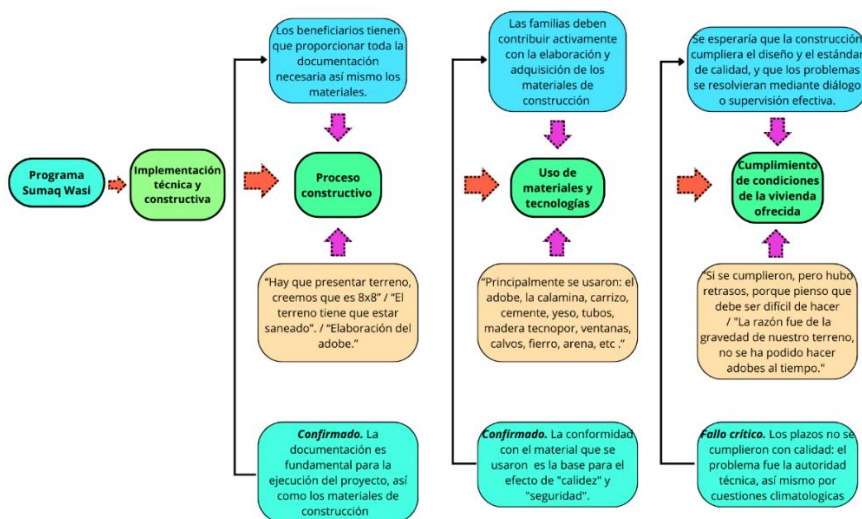 Los beneficiarios tienen
que proporcionar toda la
documentación
necesaria así mismo los
materiales.
Las familias deben
contribuir activamente
con la elaboración y
adquisición de los
materiales de
construcción
Se esperaría que la construcción
cumpliera el diseño y el estándar
de calidad, y que los problemas
se resolvieran mediante diálogo
o supervisión efectiva.
Programa
Sumaq Wasi
Implementación
técnica y
constructiva
Proceso
constructivo
Uso de
materiales y
tecnologías
Cumplimiento
de condiciones
de la vivienda
ofrecida
"Hay que presentar terreno,
creemos que es 8x8" / "El
terreno tiene que estar
saneado". / "Elaboración del
adobe."
"Principalmente se usaron: el
adobe, la calamina, carrizo,
cemente, yeso, tubos,
madera tecnopor, ventanas,
calvos, fierro, arena, etc ."
"Si se cumplieron, pero hubo
retrasos, porque pienso que
debe ser difícil de hacer
/ "La razón fue de la
gravedad de nuestro terreno,
no se ha podido hacer
adobes al tiempo."
Confirmado. La
documentación es
fundamental para la
ejecución del proyecto, así
como los materiales de
construcción
Confirmado. La conformidad
con el material que se
usaron es la base para el
efecto de "calidez" y
"seguridad".
Fallo crítico. Los plazos no se
cumplieron con calidad: el
problema fue la autoridad
técnica, así mismo por
cuestiones climatologicas